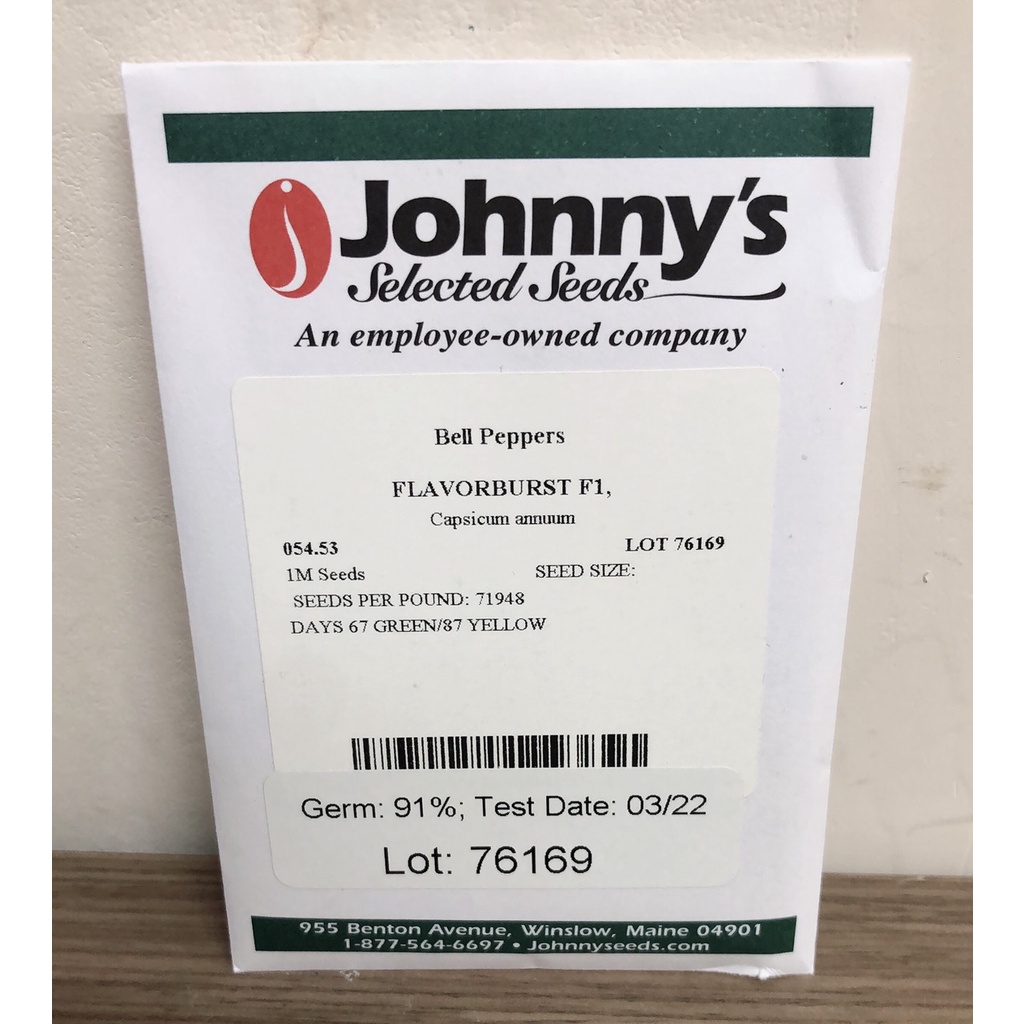 Johnny's
Selected Seeds
An employee-owned company
Bell Peppers
FLAVORBURST F1,
Capsicum annuum
054.53 LOT 76169
1M Seeds SEED SIZE:
SEEDS PER POUND: 71948
DAYS 67 GREEN/87 YELLOW
Germ: 91%; Test Date: 03/22
Lot: 76169
955 Benton Avenue, Winslow, Maine 04901
1-877-564-6697 • Johnnyseeds.com